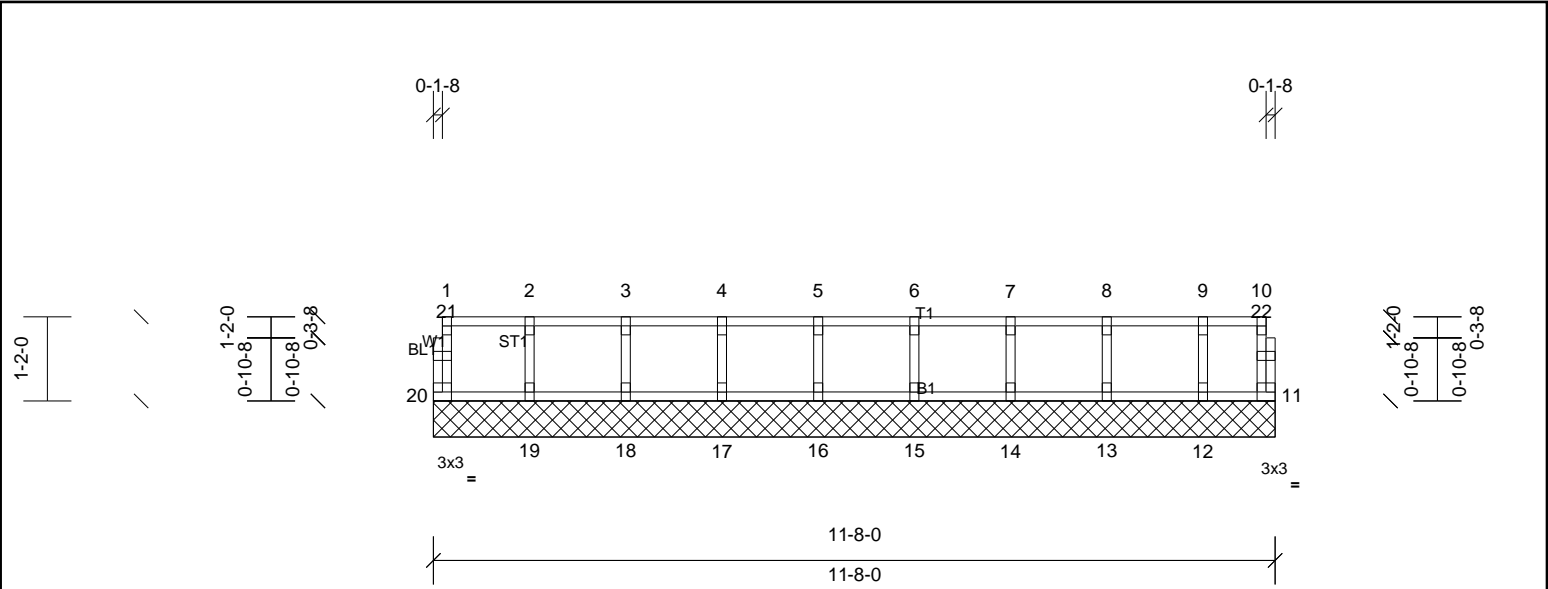 0-1-8 0-1-8
1 2 3 4 5 6 7 8 9 10
21 T1 22
1-2-0 1-2-0 0-3-8 1-2-0 0-3-8
W1 ST1
BL1
0-10-8 0-10-8 0-10-8 0-10-8
20 B1 11
19 18 17 16 15 14 13 12
3x3 = 3x3 =
11-8-0
11-8-0